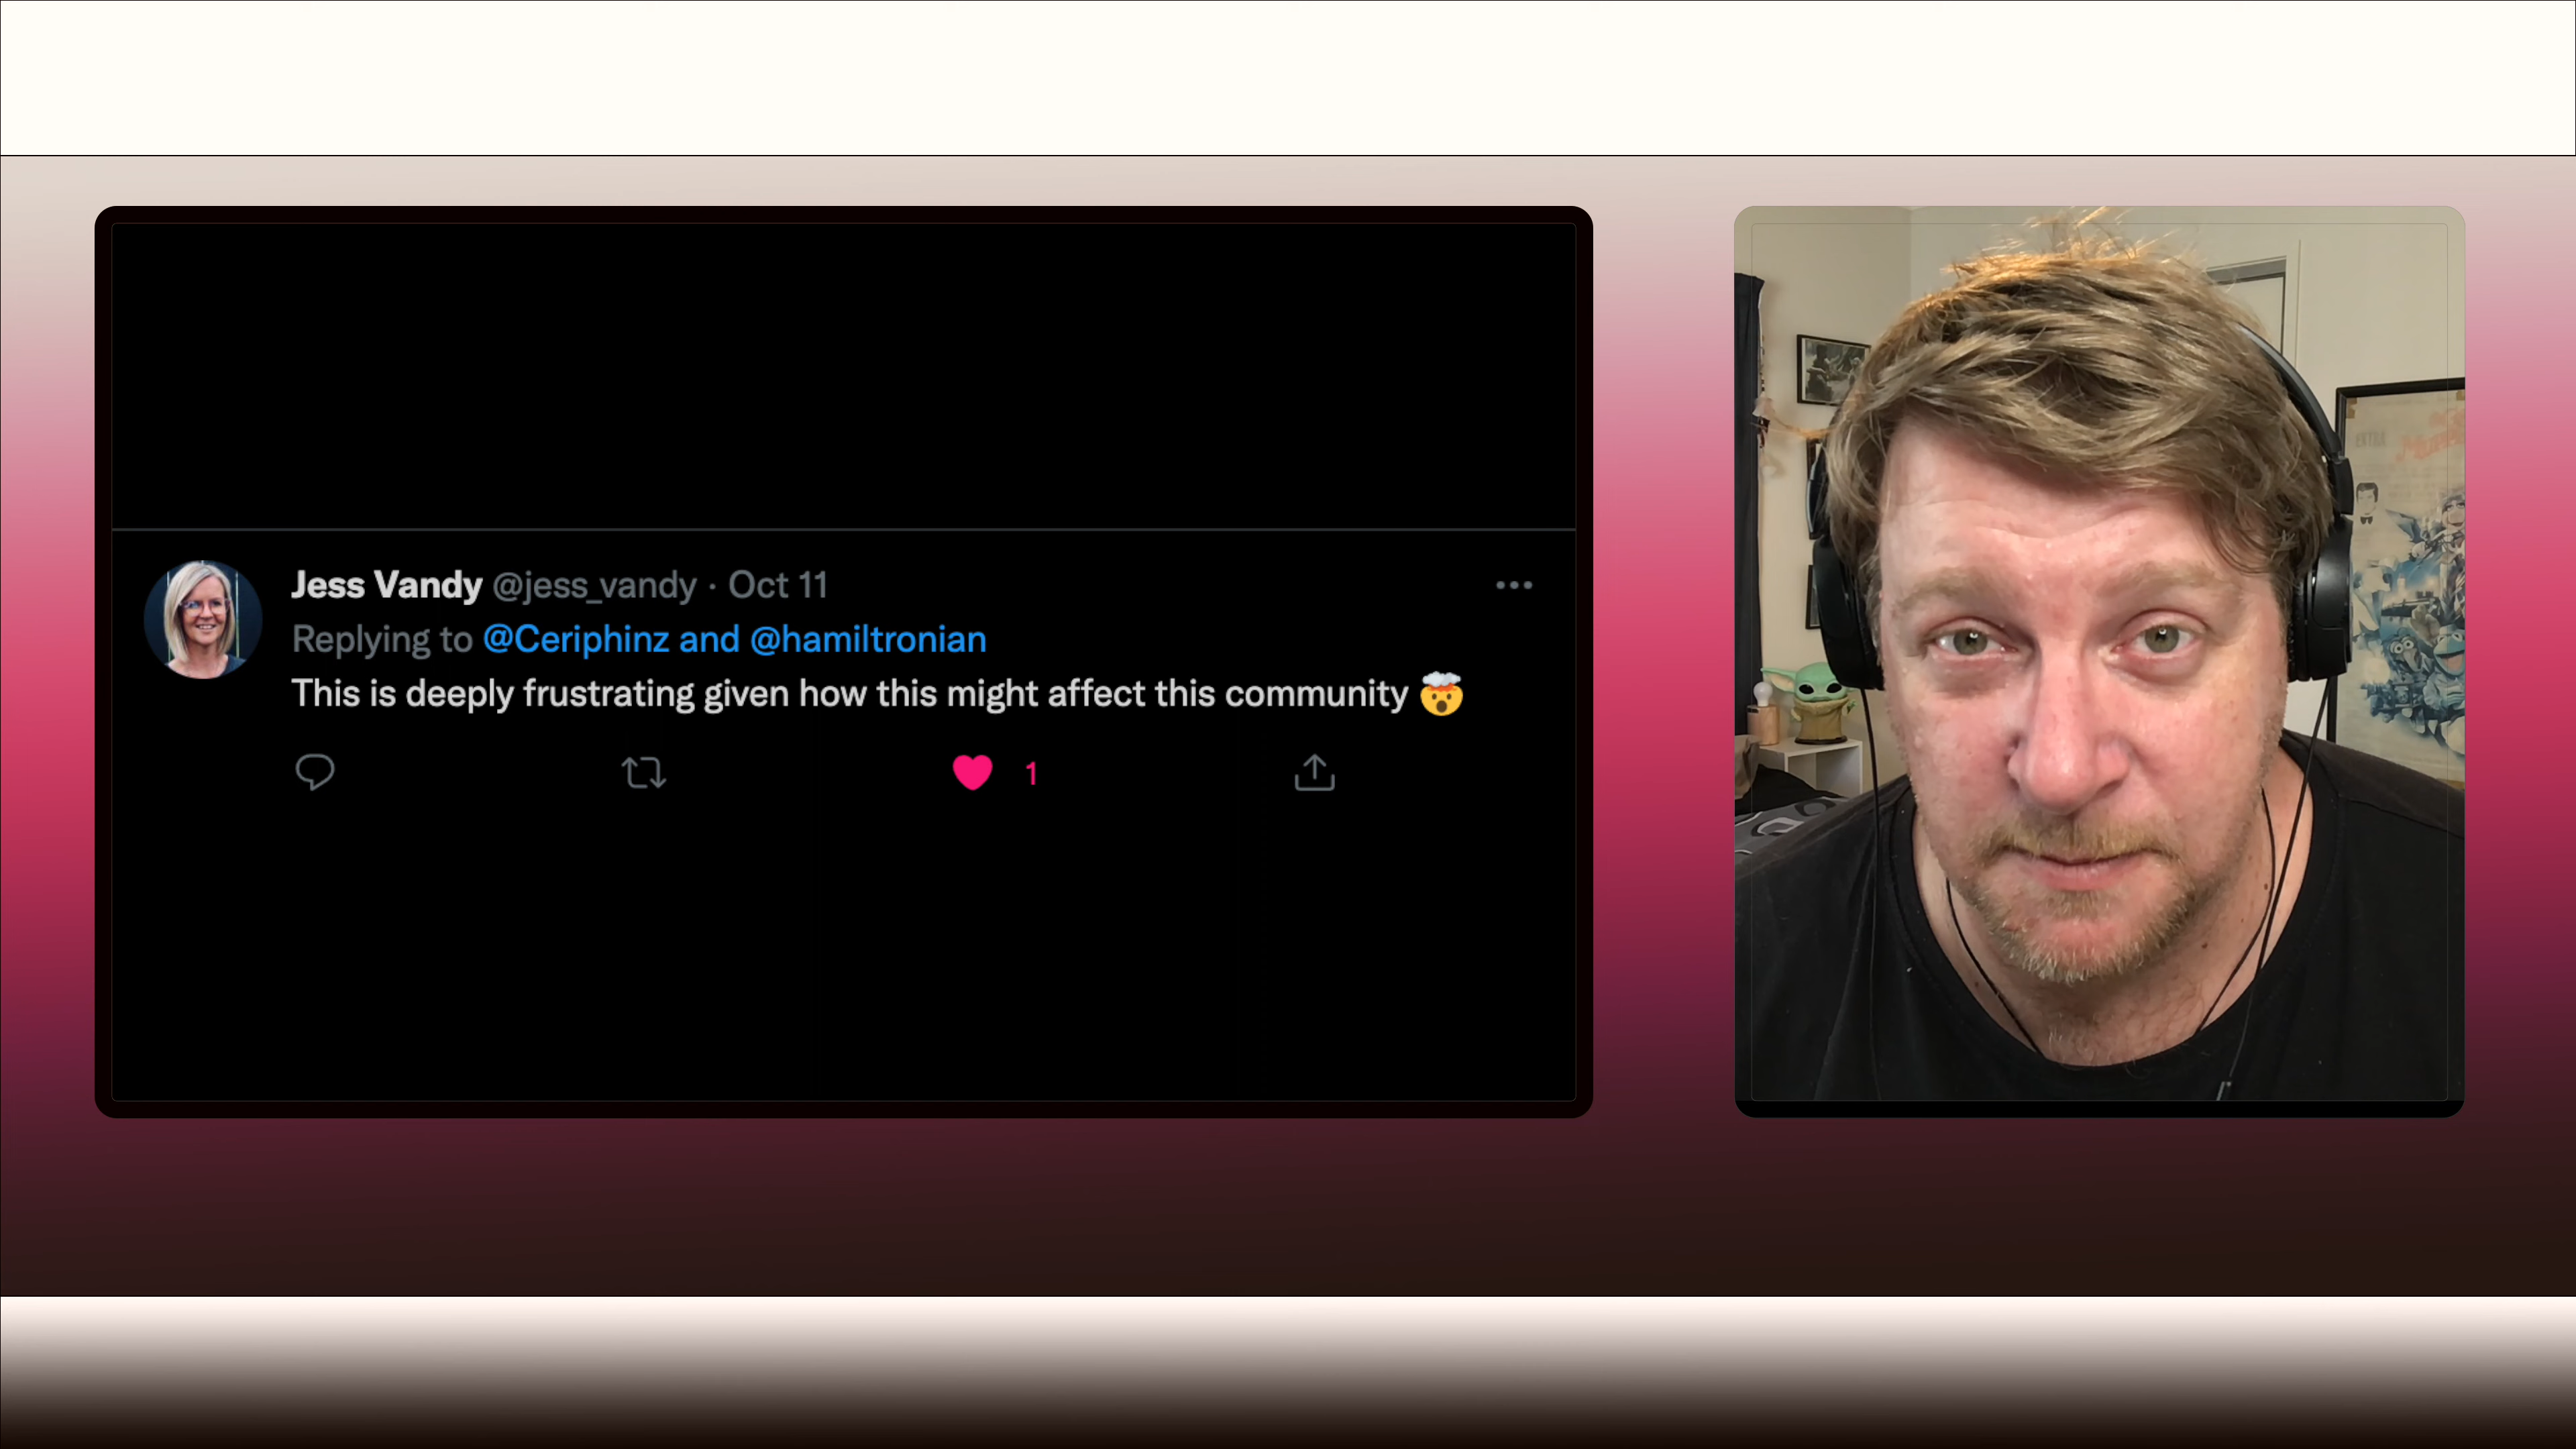 Jess Vandy @jess_vandy · Oct 11
Replying to @Ceriphinz and @hamiltronian
This is deeply frustrating given how this might affect this community 🤯
1
EXTRA